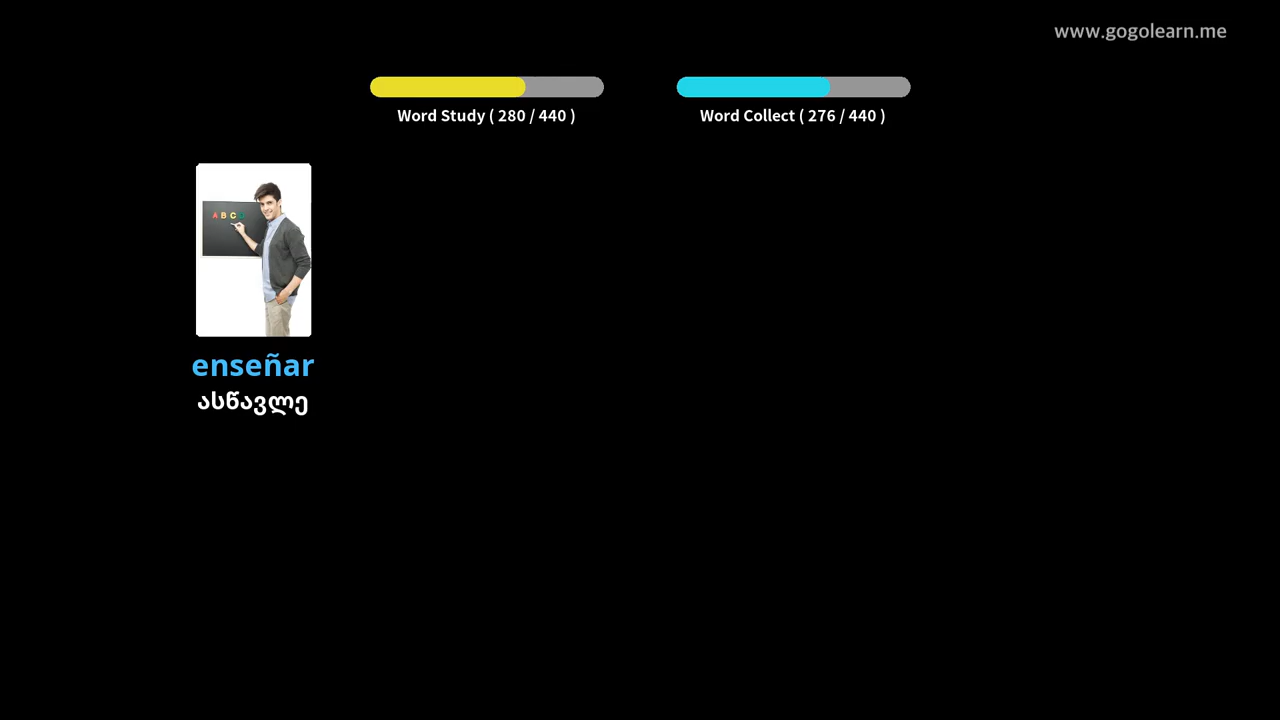 www.gogolearn.me
Word Study ( 280 / 440 )
Word Collect ( 276 / 440 )
A B C D
enseñar
ასწავლე